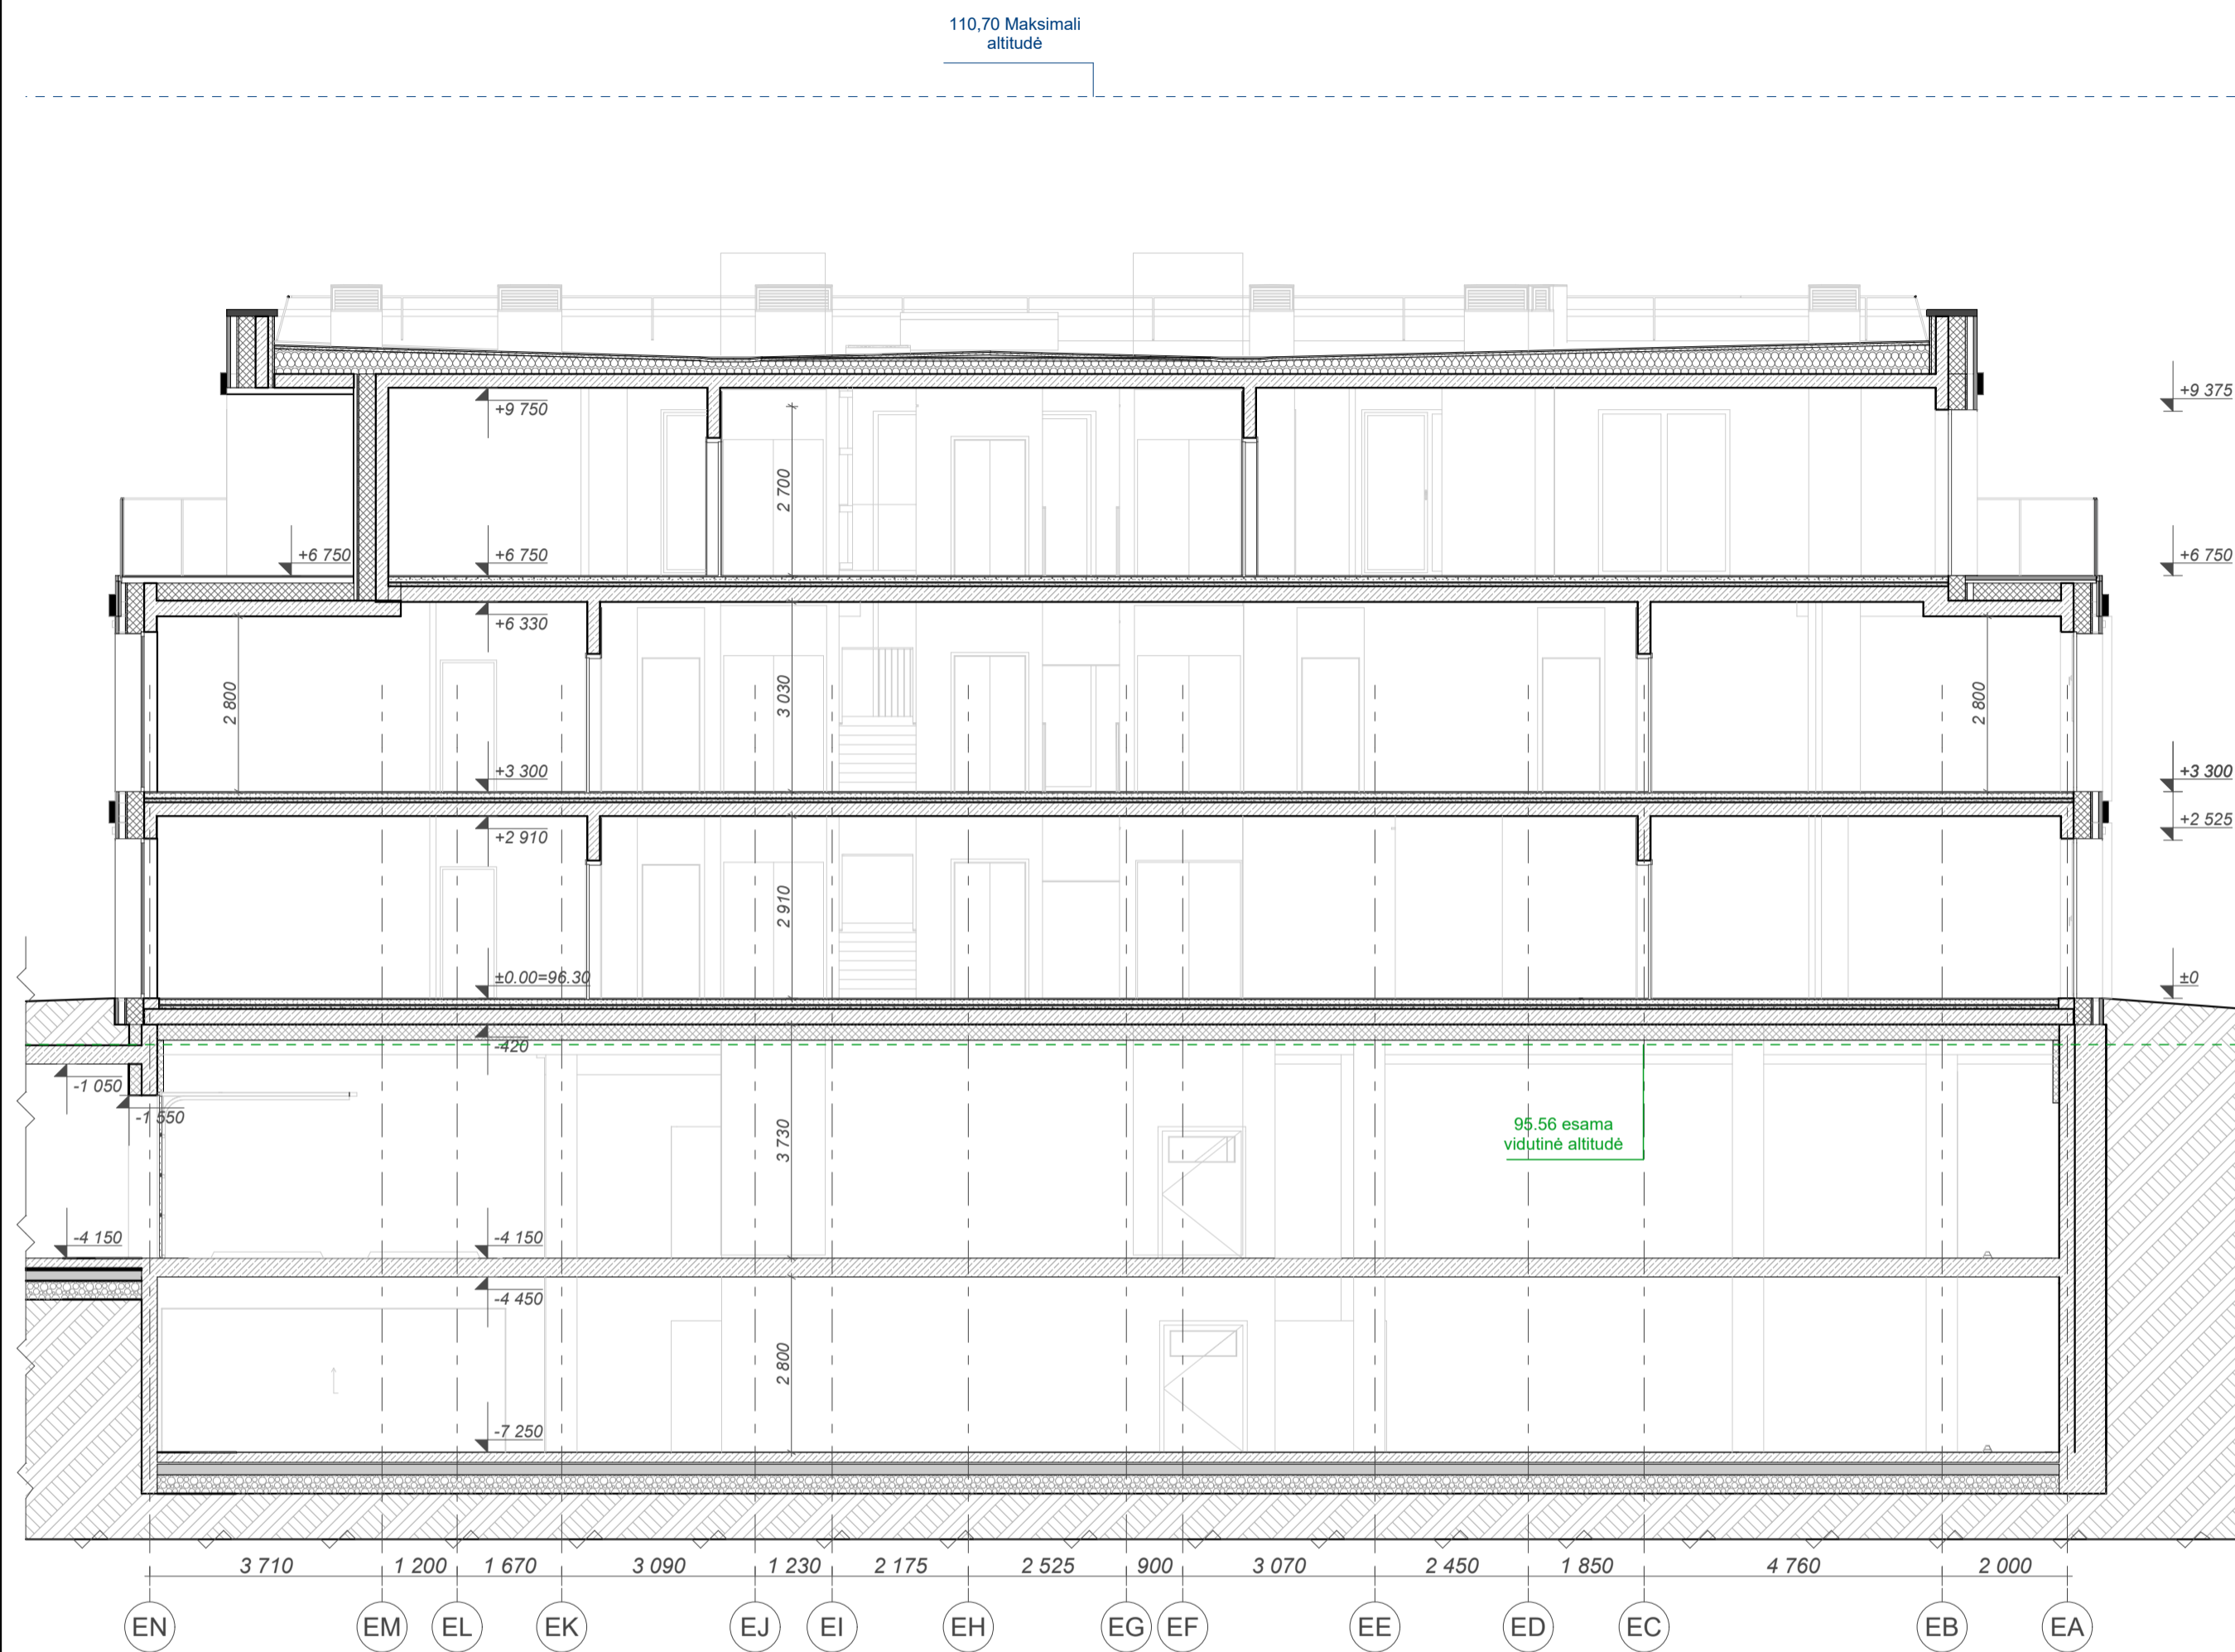 110,70 Maksimali
altitudė
+9 750
+9 375
2 700
+6 750
+6 750
+6 750
+6 330
2 800
3 030
2 800
+3 300
+3 300
+2 910
+2 525
2 910
±0.00=96.30
±0
-420
-1 050
-1 550
3 730
95.56 esama
vidutinė altitudė
-4 150
-4 150
-4 450
2 800
-7 250
3 710
1 200
1 670
3 090
1 230
2 175
2 525
900
3 070
2 450
1 850
4 760
2 000
EN
EM
EL
EK
EJ
EI
EH
EG
EF
EE
ED
EC
EB
EA